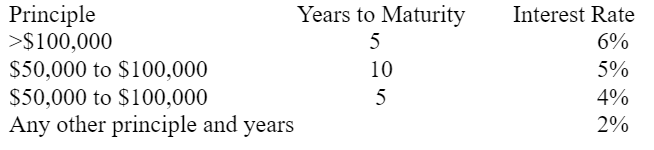 Principle Years to Maturity Interest Rate
>$100,000 5 6%
$50,000 to $100,000 10 5%
$50,000 to $100,000 5 4%
Any other principle and years 2%